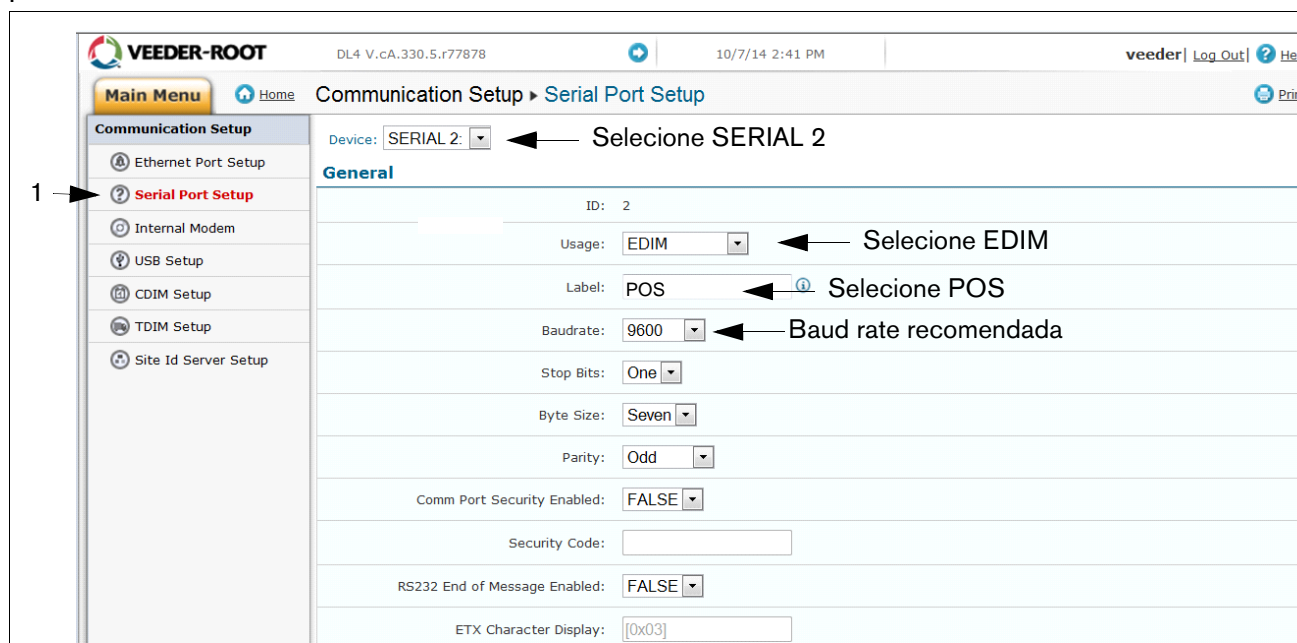 VEEDER-ROOT DL4 V.cA.330.5.r77878 10/7/14 2:41 PM veeder| Log Out| He
Main Menu Home Communication Setup ▸ Serial Port Setup Prin
Communication Setup
Ethernet Port Setup
1 Serial Port Setup
Internal Modem
USB Setup
CDIM Setup
TDIM Setup
Site Id Server Setup
Device: SERIAL 2: Selecione SERIAL 2
General
ID: 2
Usage: EDIM Selecione EDIM
Label: POS Selecione POS
Baudrate: 9600 Baud rate recomendada
Stop Bits: One
Byte Size: Seven
Parity: Odd
Comm Port Security Enabled: FALSE
Security Code:
RS232 End of Message Enabled: FALSE
ETX Character Display: [0x03]